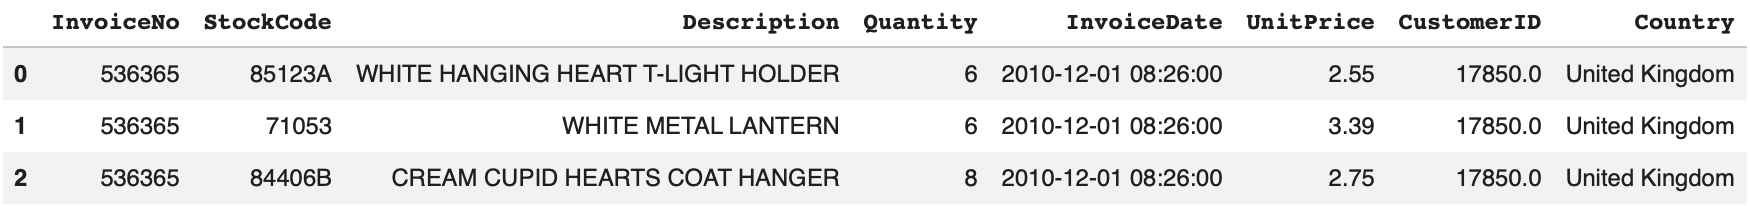 InvoiceNo StockCode Description Quantity InvoiceDate UnitPrice CustomerID Country
0 536365 85123A WHITE HANGING HEART T-LIGHT HOLDER 6 2010-12-01 08:26:00 2.55 17850.0 United Kingdom
1 536365 71053 WHITE METAL LANTERN 6 2010-12-01 08:26:00 3.39 17850.0 United Kingdom
2 536365 84406B CREAM CUPID HEARTS COAT HANGER 8 2010-12-01 08:26:00 2.75 17850.0 United Kingdom